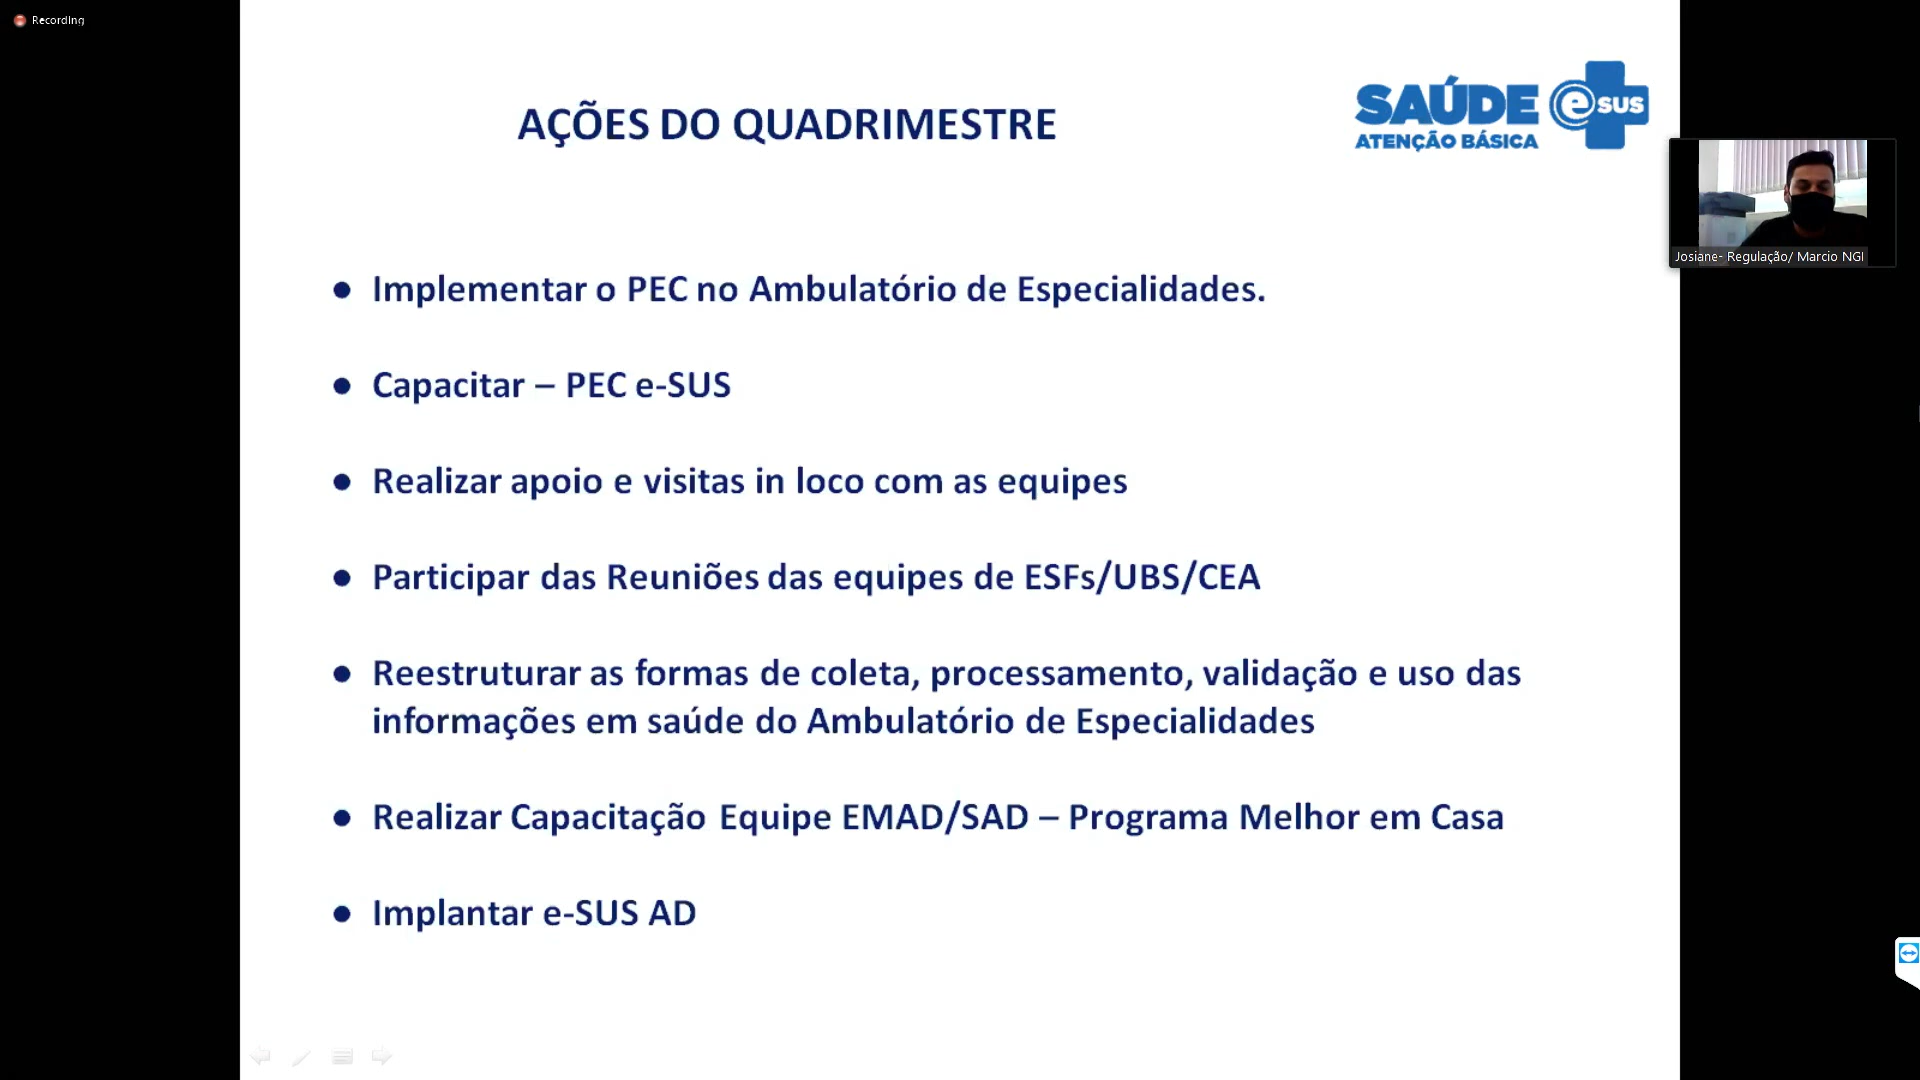 Recording
AÇÕES DO QUADRIMESTRE
SAÚDE e SUS
ATENÇÃO BÁSICA
Josiane- Regulação/ Marcio NGI
● Implementar o PEC no Ambulatório de Especialidades.
● Capacitar – PEC e-SUS
● Realizar apoio e visitas in loco com as equipes
● Participar das Reuniões das equipes de ESFs/UBS/CEA
● Reestruturar as formas de coleta, processamento, validação e uso das
informações em saúde do Ambulatório de Especialidades
● Realizar Capacitação Equipe EMAD/SAD – Programa Melhor em Casa
● Implantar e-SUS AD